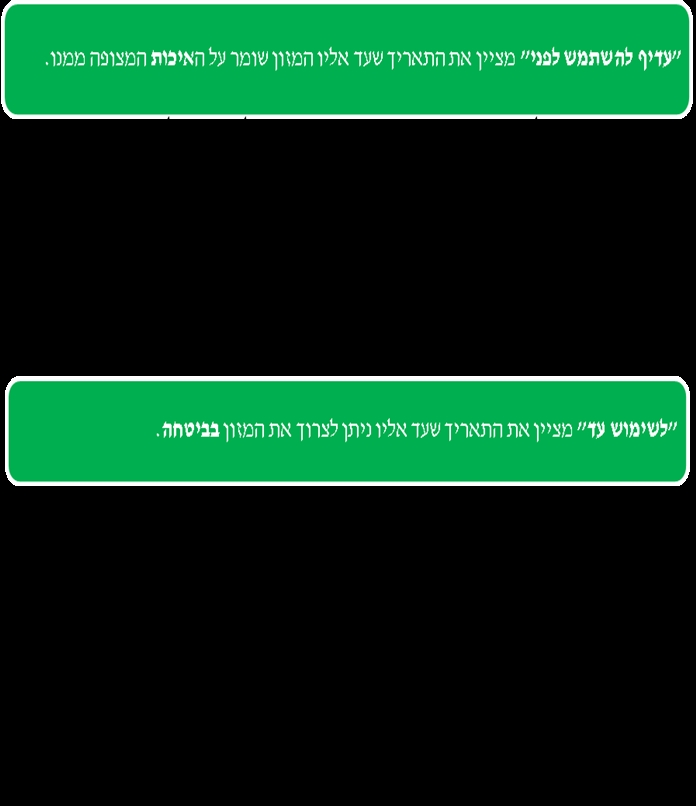 "עדיף להשתמש לפני" מציין את התאריך שעד אליו המזון שומר על האיכות המצופה ממנו.
"לשימוש עד" מציין את התאריך שעד אליו ניתן לצרוך את המזון בביטחה.